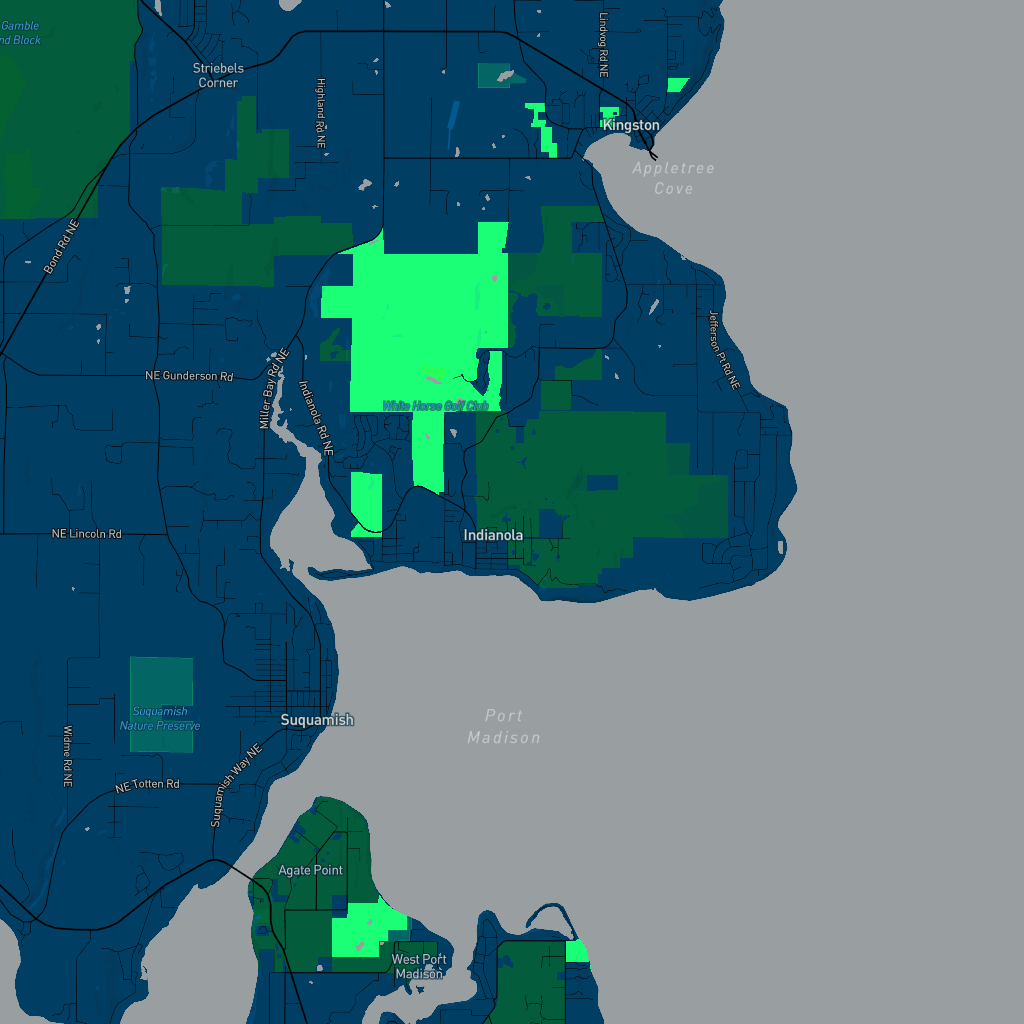 Gamble
nd Block
Striebels
Corner
Highland Rd NE
Lindvog Rd NE
Kingston
Appletree
Cove
Bond Rd NE
NE Gunderson Rd
Miller Bay Rd NE
Indianola Rd NE
Jefferson Pt Rd NE
White Horse Golf Club
NE Lincoln Rd
Indianola
Suquamish
Nature Preserve
Suquamish
Port
Madison
Widme Rd NE
NE Totten Rd
Suquamish Way NE
Agate Point
West Port
Madison